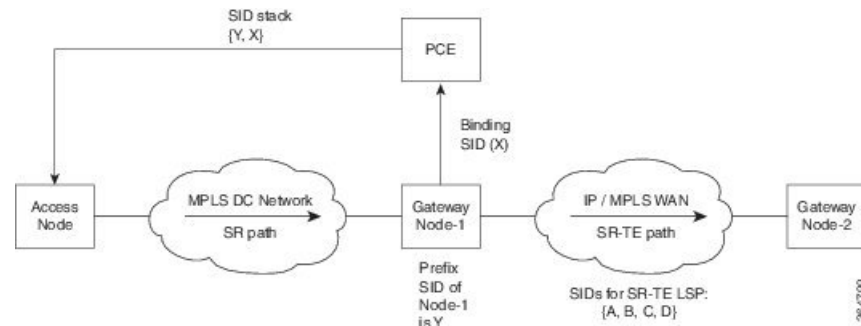 SID stack
{Y, X}
PCE
Binding
SID (X)
Access
Node
MPLS DC Network
SR path
Gateway
Node-1
IP / MPLS WAN
SR-TE path
Gateway
Node-2
Prefix
SID of
Node-1
is Y
SIDs for SR-TE LSP:
{A, B, C, D}